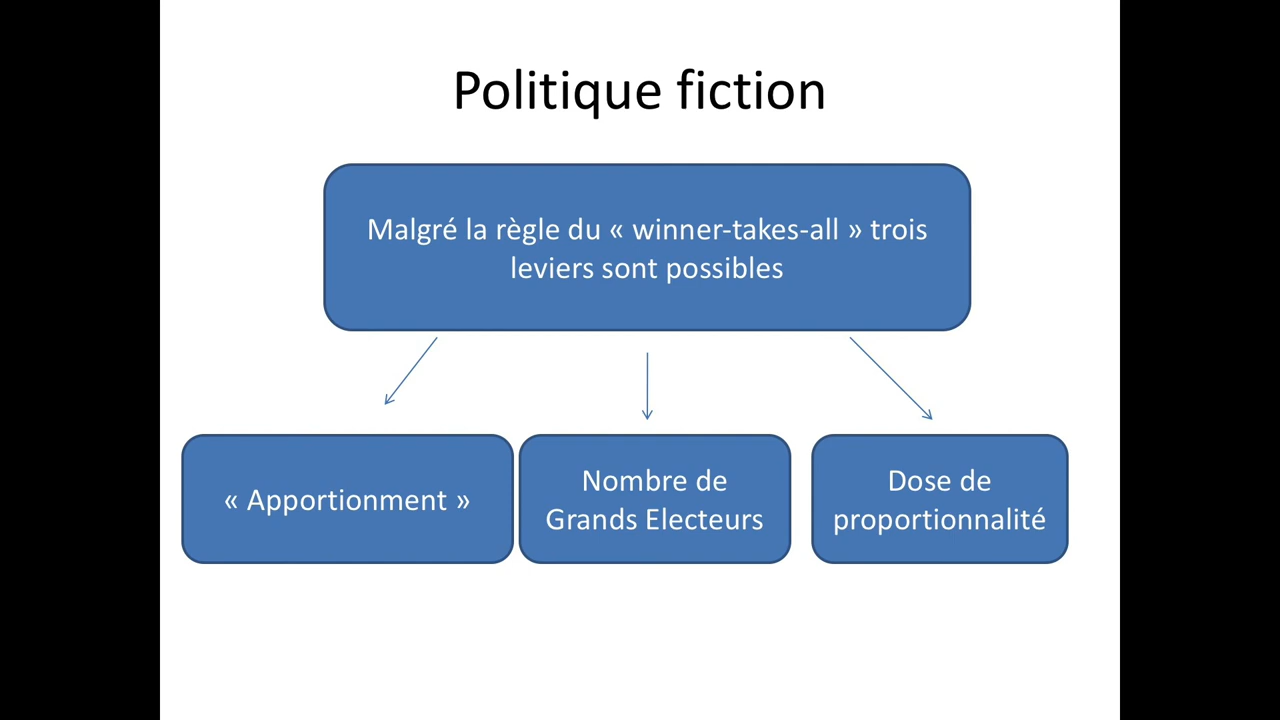 Politique fiction
Malgré la règle du « winner-takes-all » trois
leviers sont possibles
« Apportionment »
Nombre de
Grands Electeurs
Dose de
proportionnalité